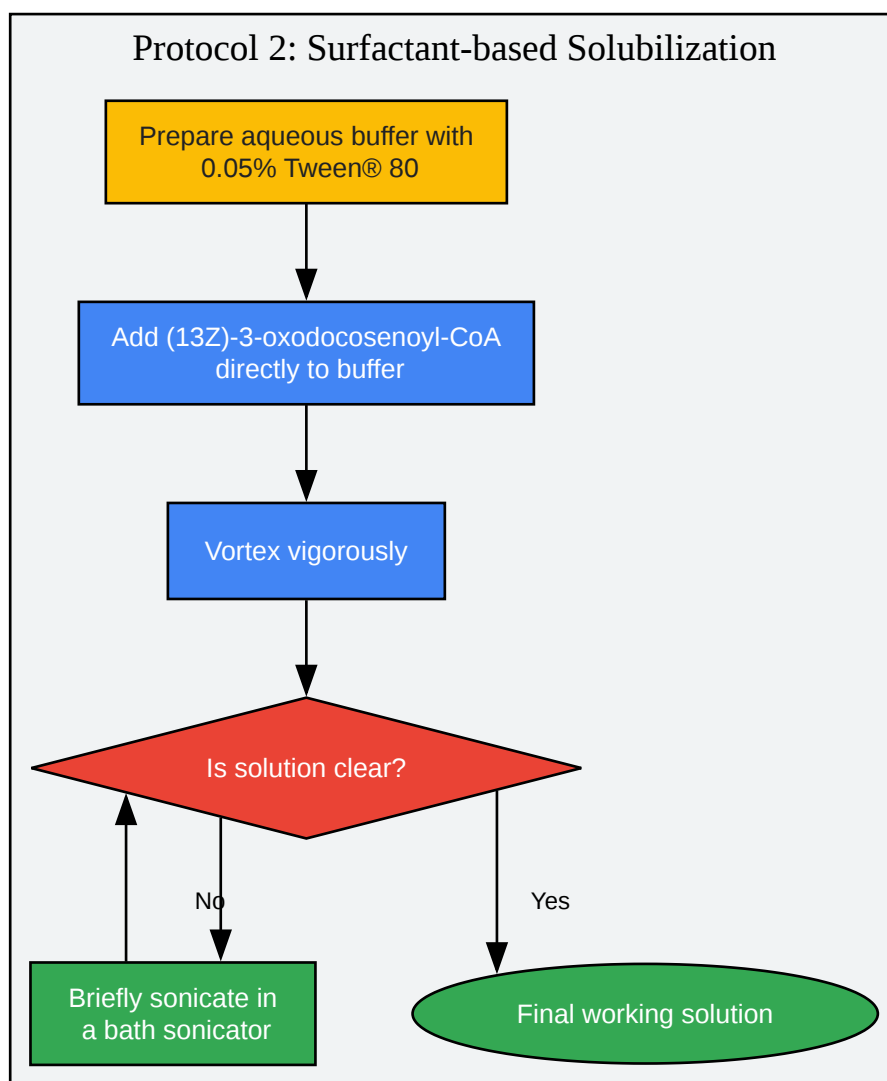 Protocol 2: Surfactant-based Solubilization
Prepare aqueous buffer with
0.05% Tween® 80
Add (13Z)-3-oxodocosenoyl-CoA
directly to buffer
Vortex vigorously
Is solution clear?
No
Yes
Briefly sonicate in
a bath sonicator
Final working solution